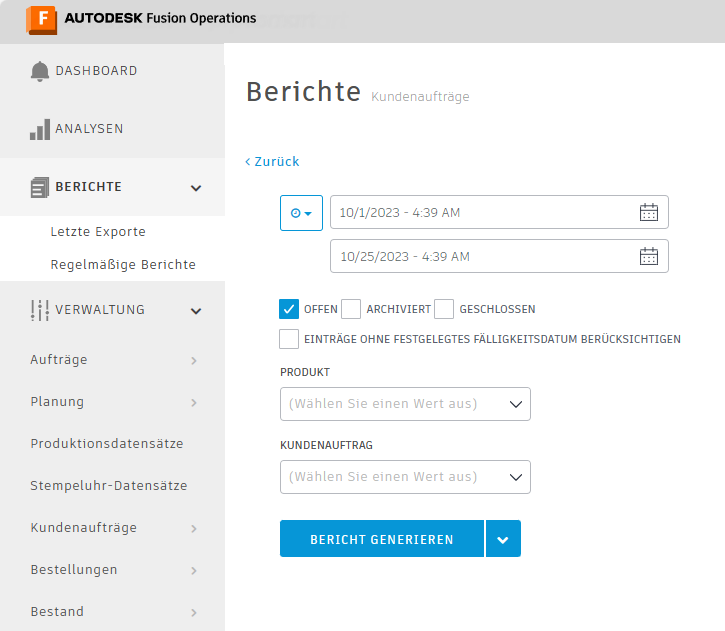 AUTODESK Fusion Operations
DASHBOARD
ANALYSEN
BERICHTE
Letzte Exporte
Regelmäßige Berichte
VERWALTUNG
Aufträge
Planung
Produktionsdatensätze
Stempeluhr-Datensätze
Kundenaufträge
Bestellungen
Bestand
Berichte Kundenaufträge
Zurück
10/1/2023 - 4:39 AM
10/25/2023 - 4:39 AM
OFFEN ARCHIVIERT GESCHLOSSEN
EINTRÄGE OHNE FESTGELEGTES FÄLLIGKEITSDATUM BERÜCKSICHTIGEN
PRODUKT
(Wählen Sie einen Wert aus)
KUNDENAUFTRAG
(Wählen Sie einen Wert aus)
BERICHT GENERIEREN